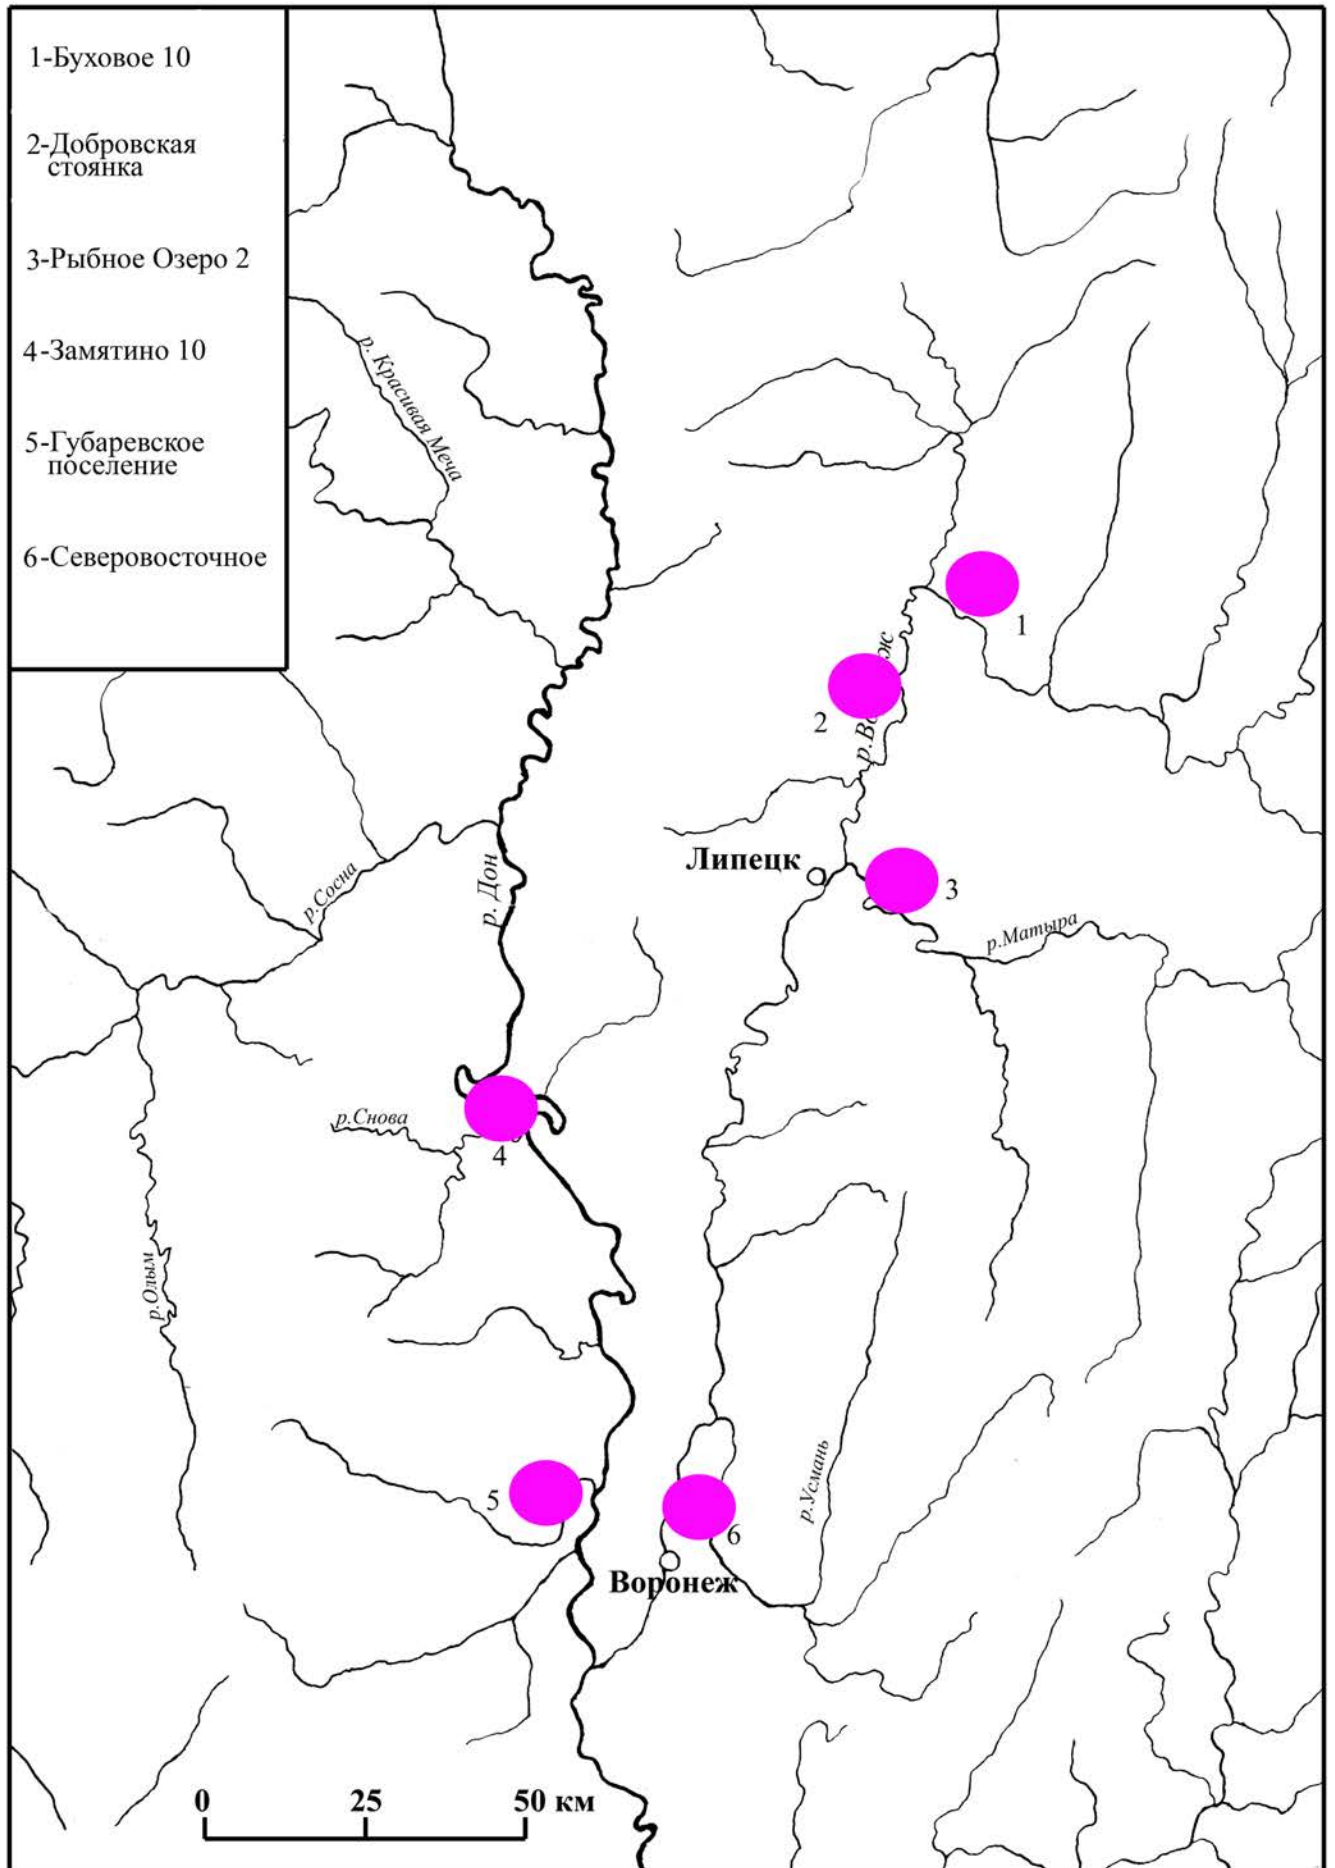 1-Буховое 10
2-Добровская
стоянка
3-Рыбное Озеро 2
4-Замятино 10
5-Губаревское
поселение
6-Северовосточное
р. Красивая Меча
1
2
Липецк
3
р.Сосна
р. Дон
р.Матыра
р.Снова
4
р.Олым
5
6
р.Усмань
Воронеж
0 25 50 км